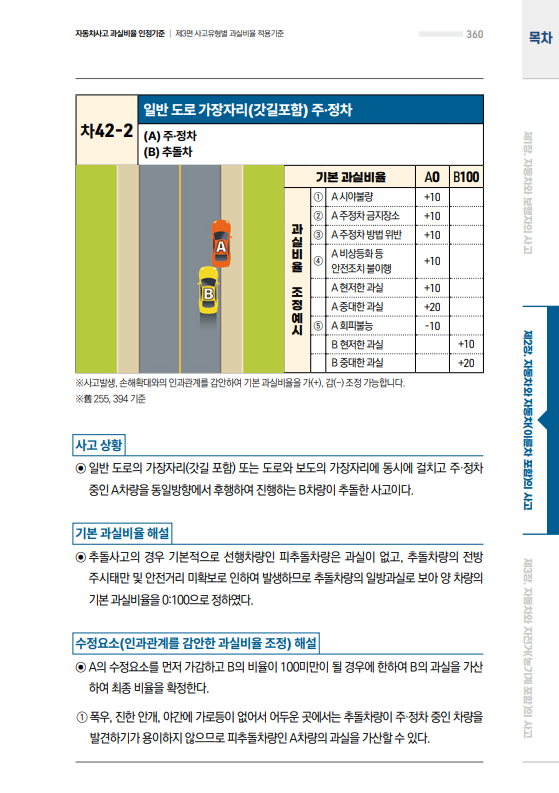 자동차사고 과실비율 인정기준 | 제3편 사고유형별 과실비율 적용기준
360
목차
차42-2
일반 도로 가장자리(갓길포함) 주·정차
(A) 주·정차
(B) 추돌차
기본 과실비율 A0 B100
과실비율 조정예시
① A 시야불량 +10
② A 주정차 금지장소 +10
③ A 주정차 방법 위반 +10
④ A 비상등화 등
안전조치 불이행 +10
A 현저한 과실 +10
A 중대한 과실 +20
⑤ A 회피불능 -10
B 현저한 과실 +10
B 중대한 과실 +20
A
B
※사고발생, 손해확대와의 인과관계를 감안하여 기본 과실비율을 가(+), 감(-) 조정 가능합니다.
※舊 255, 394 기준
사고 상황
◉ 일반 도로의 가장자리(갓길 포함) 또는 도로와 보도의 가장자리에 동시에 걸치고 주·정차
중인 A차량을 동일방향에서 후행하여 진행하는 B차량이 추돌한 사고이다.
기본 과실비율 해설
◉ 추돌사고의 경우 기본적으로 선행차량인 피추돌차량은 과실이 없고, 추돌차량의 전방
주시태만 및 안전거리 미확보로 인하여 발생하므로 추돌차량의 일방과실로 보아 양 차량의
기본 과실비율을 0:100으로 정하였다.
수정요소(인과관계를 감안한 과실비율 조정) 해설
◉ A의 수정요소를 먼저 가감하고 B의 비율이 100미만이 될 경우에 한하여 B의 과실을 가산
하여 최종 비율을 확정한다.
① 폭우, 진한 안개, 야간에 가로등이 없어서 어두운 곳에서는 추돌차량이 주·정차 중인 차량을
발견하기가 용이하지 않으므로 피추돌차량인 A차량의 과실을 가산할 수 있다.
제1장. 자동차와 보행자의 사고
제2장. 자동차와 자동차(이륜차 포함)의 사고
제3장. 자동차와 자전거(농기계 포함)의 사고